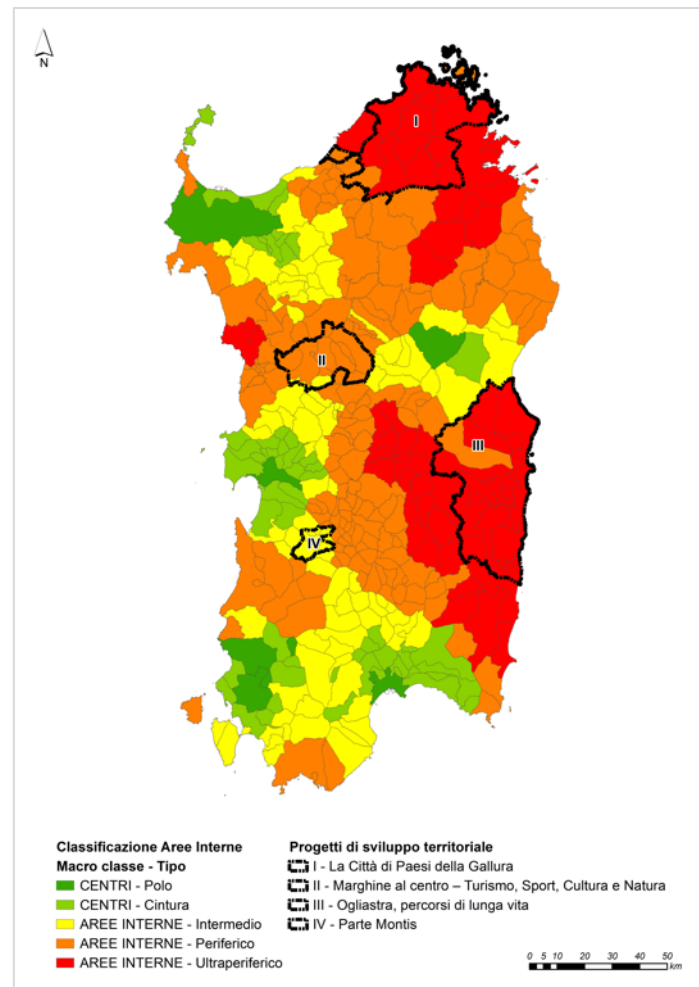 N
I
II
III
IV
Classificazione Aree Interne
Macro classe - Tipo
CENTRI - Polo
CENTRI - Cintura
AREE INTERNE - Intermedio
AREE INTERNE - Periferico
AREE INTERNE - Ultraperiferico
Progetti di sviluppo territoriale
I - La Città di Paesi della Gallura
II - Marghine al centro – Turismo, Sport, Cultura e Natura
III - Ogliastra, percorsi di lunga vita
IV - Parte Montis
0 5 10 20 30 40 50
km